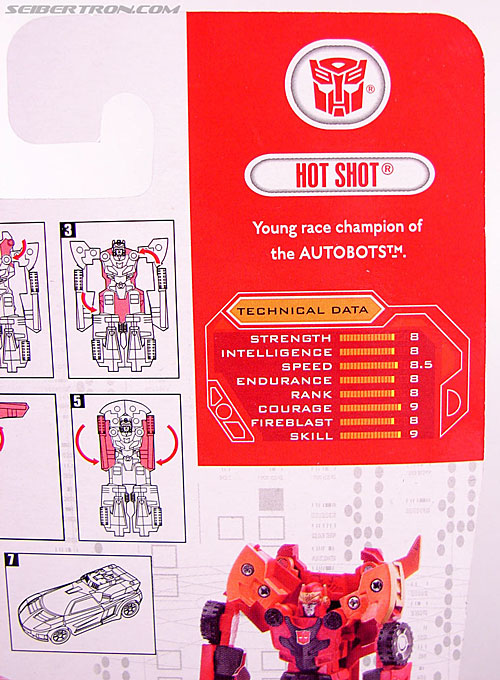 SEIBERTRON.COM
®
HOT SHOT®
Young race champion of
the AUTOBOTS™.
TECHNICAL DATA
STRENGTH 8
INTELLIGENCE 8
SPEED 8.5
ENDURANCE 8
RANK 8
COURAGE 9
FIREBLAST 8
SKILL 9
3
5
7